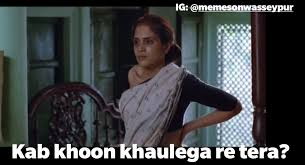 IG: @memesonwasseypur
Kab khoon khaulega re tera?